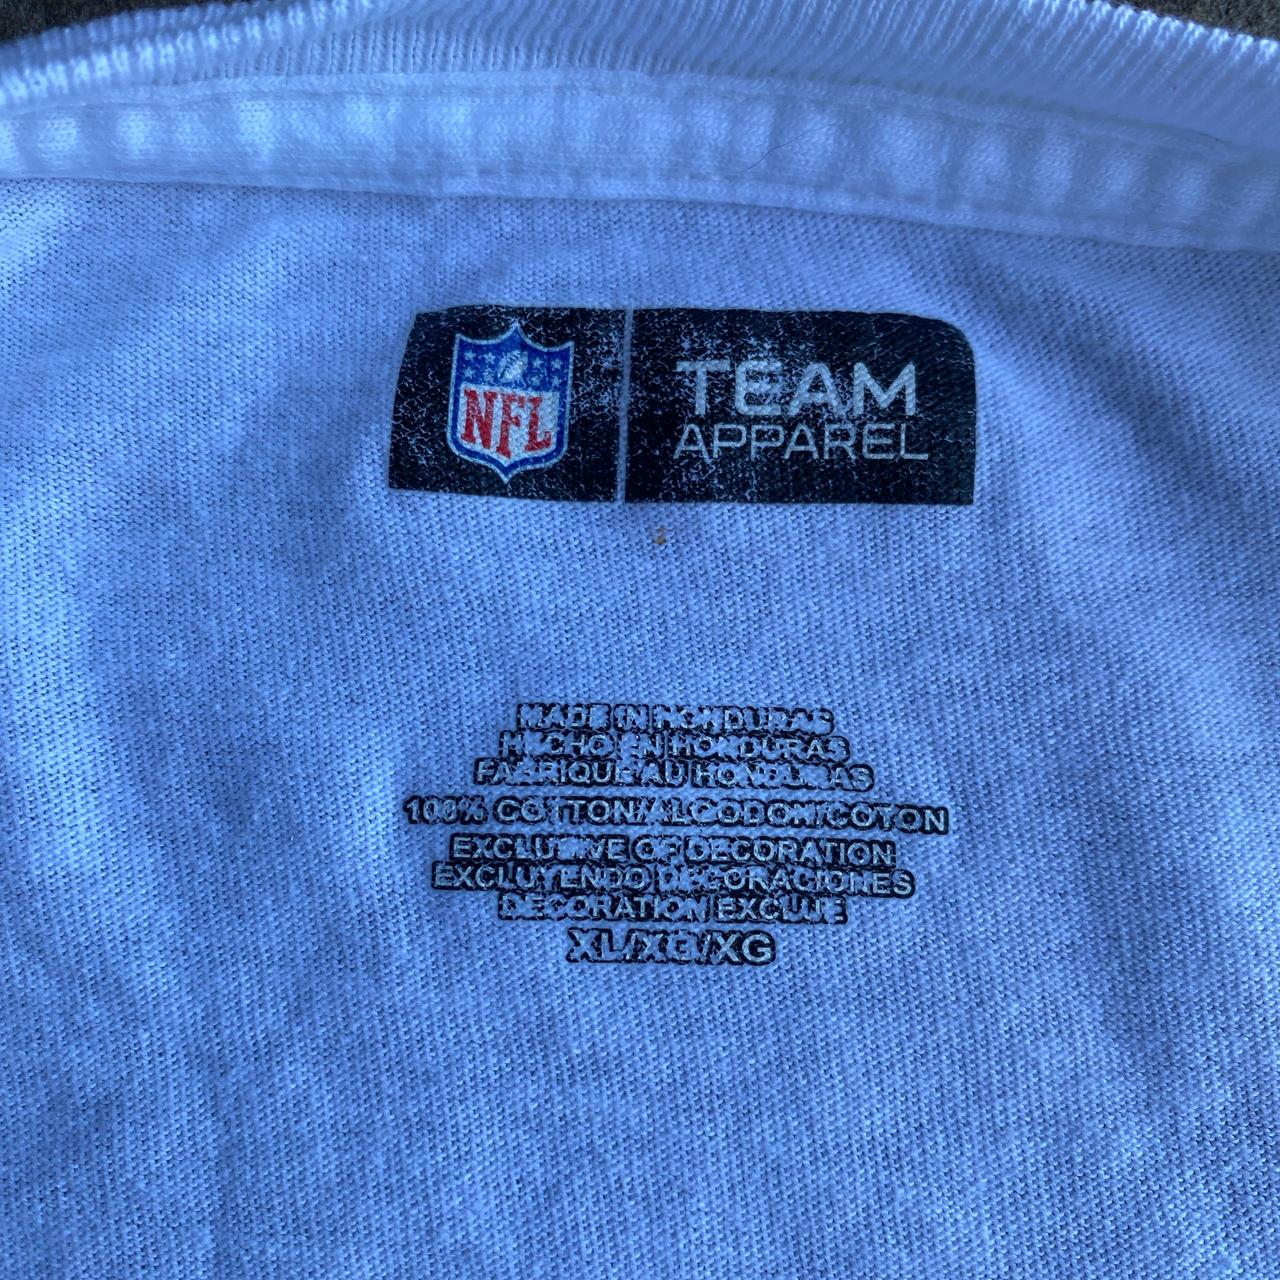 NFL
TEAM
APPAREL
MADE IN HONDURAS
HECHO EN HONDURAS
FABRIQUE AU HONDURAS
100% COTTON/ALGODON/COTON
EXCLUSIVE OF DECORATION
EXCLUYENDO DECORACIONES
DECORATION EXCLUE
XL/XG/XG